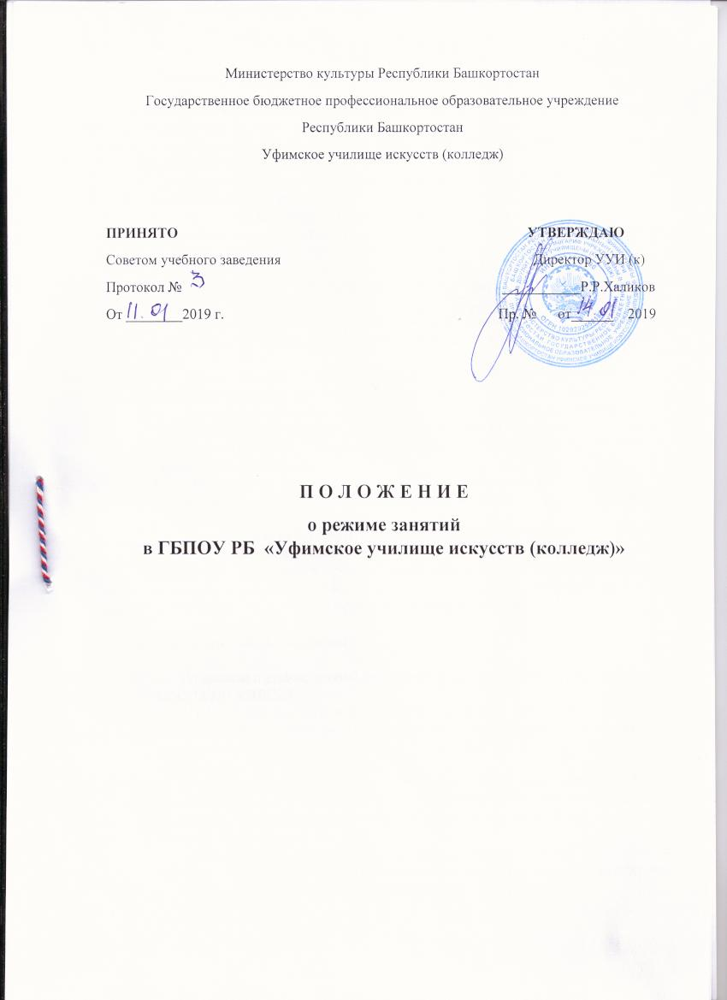 Министерство культуры Республики Башкортостан
Государственное бюджетное профессиональное образовательное учреждение
Республики Башкортостан
Уфимское училище искусств (колледж)
ПРИНЯТО
Советом учебного заведения
Протокол № 3
От 11.01 2019 г.
УТВЕРЖДАЮ
Директор УУИ (к)
Р.Р.Халиков
Пр. № от 14.01 2019
П О Л О Ж Е Н И Е
о режиме занятий
в ГБПОУ РБ «Уфимское училище искусств (колледж)»